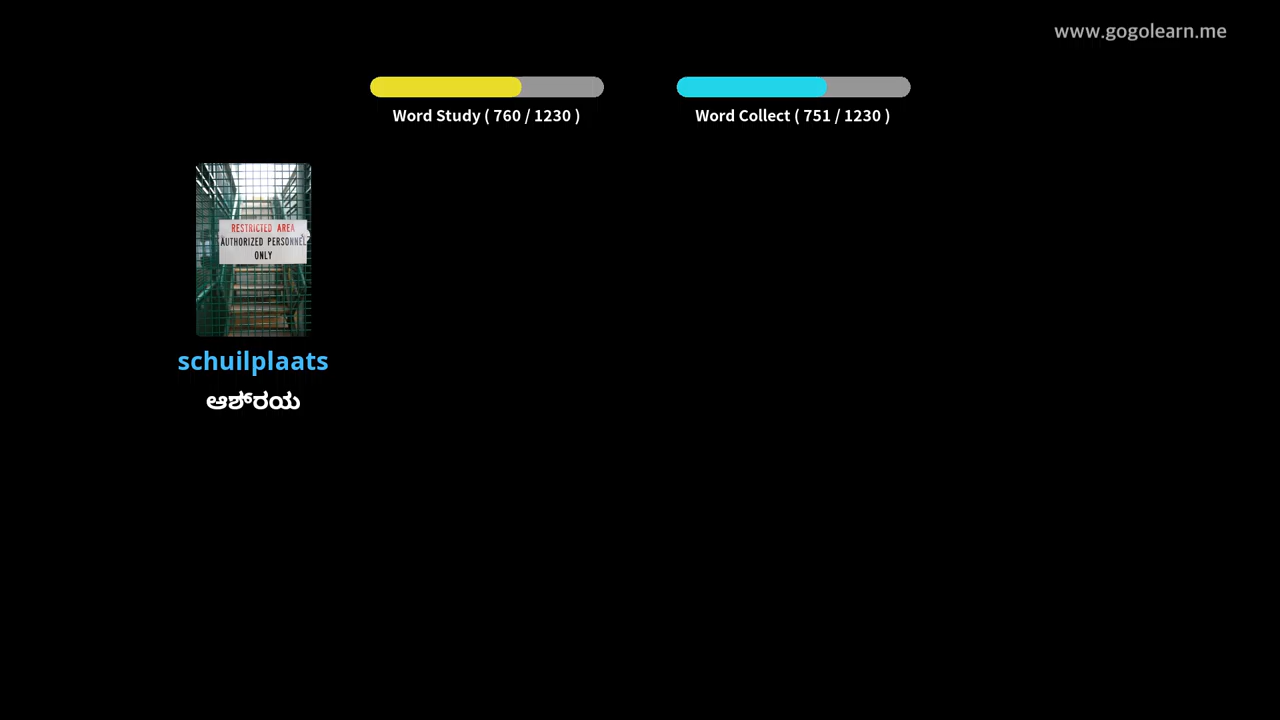 www.gogolearn.me
Word Study ( 760 / 1230 )
Word Collect ( 751 / 1230 )
RESTRICTED AREA
AUTHORIZED PERSONNEL
ONLY
schuilplaats
ಆಶ್ರಯ